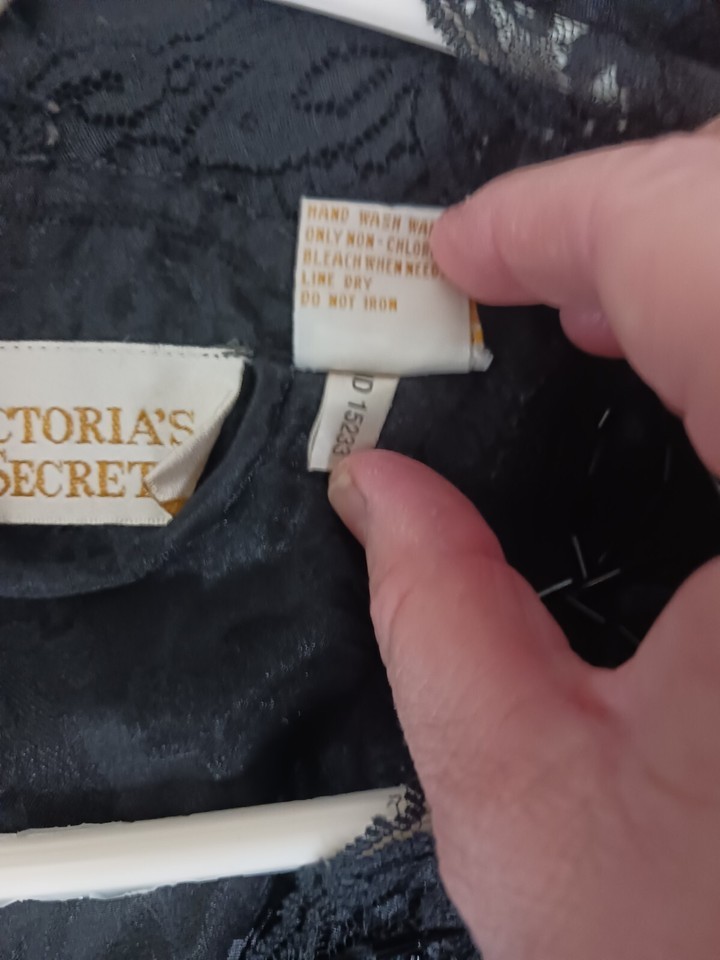 HAND WASH WA
ONLY NON-CHLOR
BLEACH WHEN NEED
LINE DRY
DO NOT IRON
CTORIA'S
SECRET
D 15233